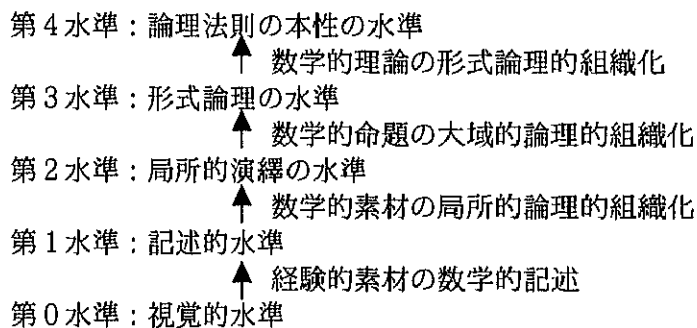 第４水準：論理法則の本性の水準
数学的理論の形式論理的組織化
第３水準：形式論理の水準
数学的命題の大域的論理的組織化
第２水準：局所的演繹の水準
数学的素材の局所的論理的組織化
第１水準：記述的水準
経験的素材の数学的記述
第０水準：視覚的水準